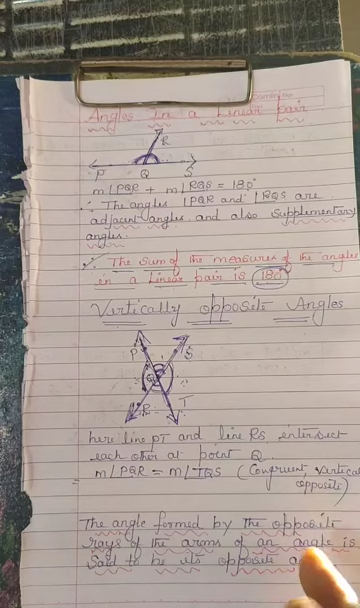 Angles In a Linear pair
R
P Q S
m∠PQR + m∠RQS = 180°
∴ The angles ∠PQR and ∠RQS are
adjacent angles and also supplementary
angles.
The sum of the measures of the angles
in a Linear pair is 180°
Vertically opposite Angles
P S
Q
R T
here line PT and line RS, intersect
each other at point Q.
m∠PQR = m∠TQS (Congruent, vertical
opposite)
The angle formed by the opposite
rays of the arms of an angle is
Said to be its opposite